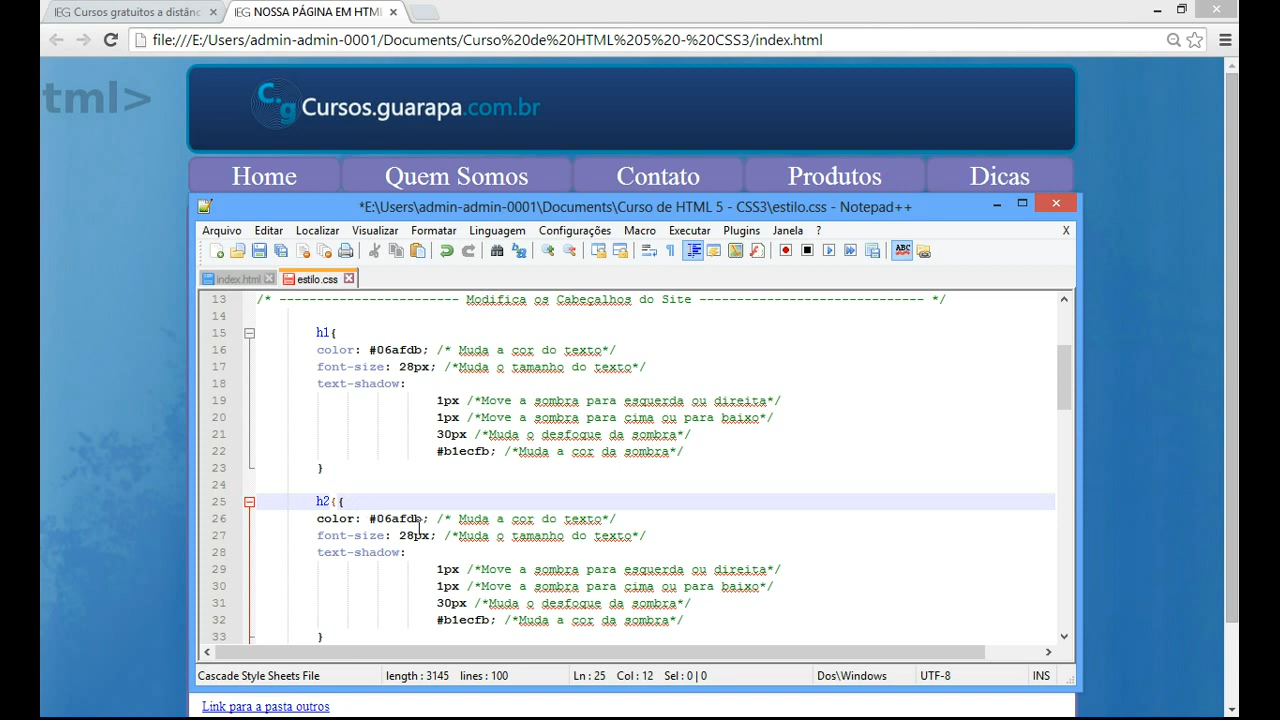 IEG Cursos gratuitos a distânc
IEG NOSSA PÁGINA EM HTML
file:///E:/Users/admin-admin-0001/Documents/Curso%20de%20HTML%205%20-%20CSS3/index.html
tml>
C.g Cursos.guarapa.com.br
Home Quem Somos Contato Produtos Dicas
*E:\Users\admin-admin-0001\Documents\Curso de HTML 5 - CSS3\estilo.css - Notepad++
Arquivo Editar Localizar Visualizar Formatar Linguagem Configurações Macro Executar Plugins Janela ? X
ABC
index.html estilo.css
13 /* ------------------------ Modifica os Cabeçalhos do Site ------------------------------ */
14
15 h1{
16 color: #06afdb; /* Muda a cor do texto*/
17 font-size: 28px; /*Muda o tamanho do texto*/
18 text-shadow:
19 1px /*Move a sombra para esquerda ou direita*/
20 1px /*Move a sombra para cima ou para baixo*/
21 30px /*Muda o desfoque da sombra*/
22 #b1ecfb; /*Muda a cor da sombra*/
23 }
24
25 h2{{
26 color: #06afdb; /* Muda a cor do texto*/
27 font-size: 28px; /*Muda o tamanho do texto*/
28 text-shadow:
29 1px /*Move a sombra para esquerda ou direita*/
30 1px /*Move a sombra para cima ou para baixo*/
31 30px /*Muda o desfoque da sombra*/
32 #b1ecfb; /*Muda a cor da sombra*/
33 }
Cascade Style Sheets File length : 3145 lines : 100 Ln : 25 Col : 12 Sel : 0 | 0 Dos\Windows UTF-8 INS
Link para a pasta outros